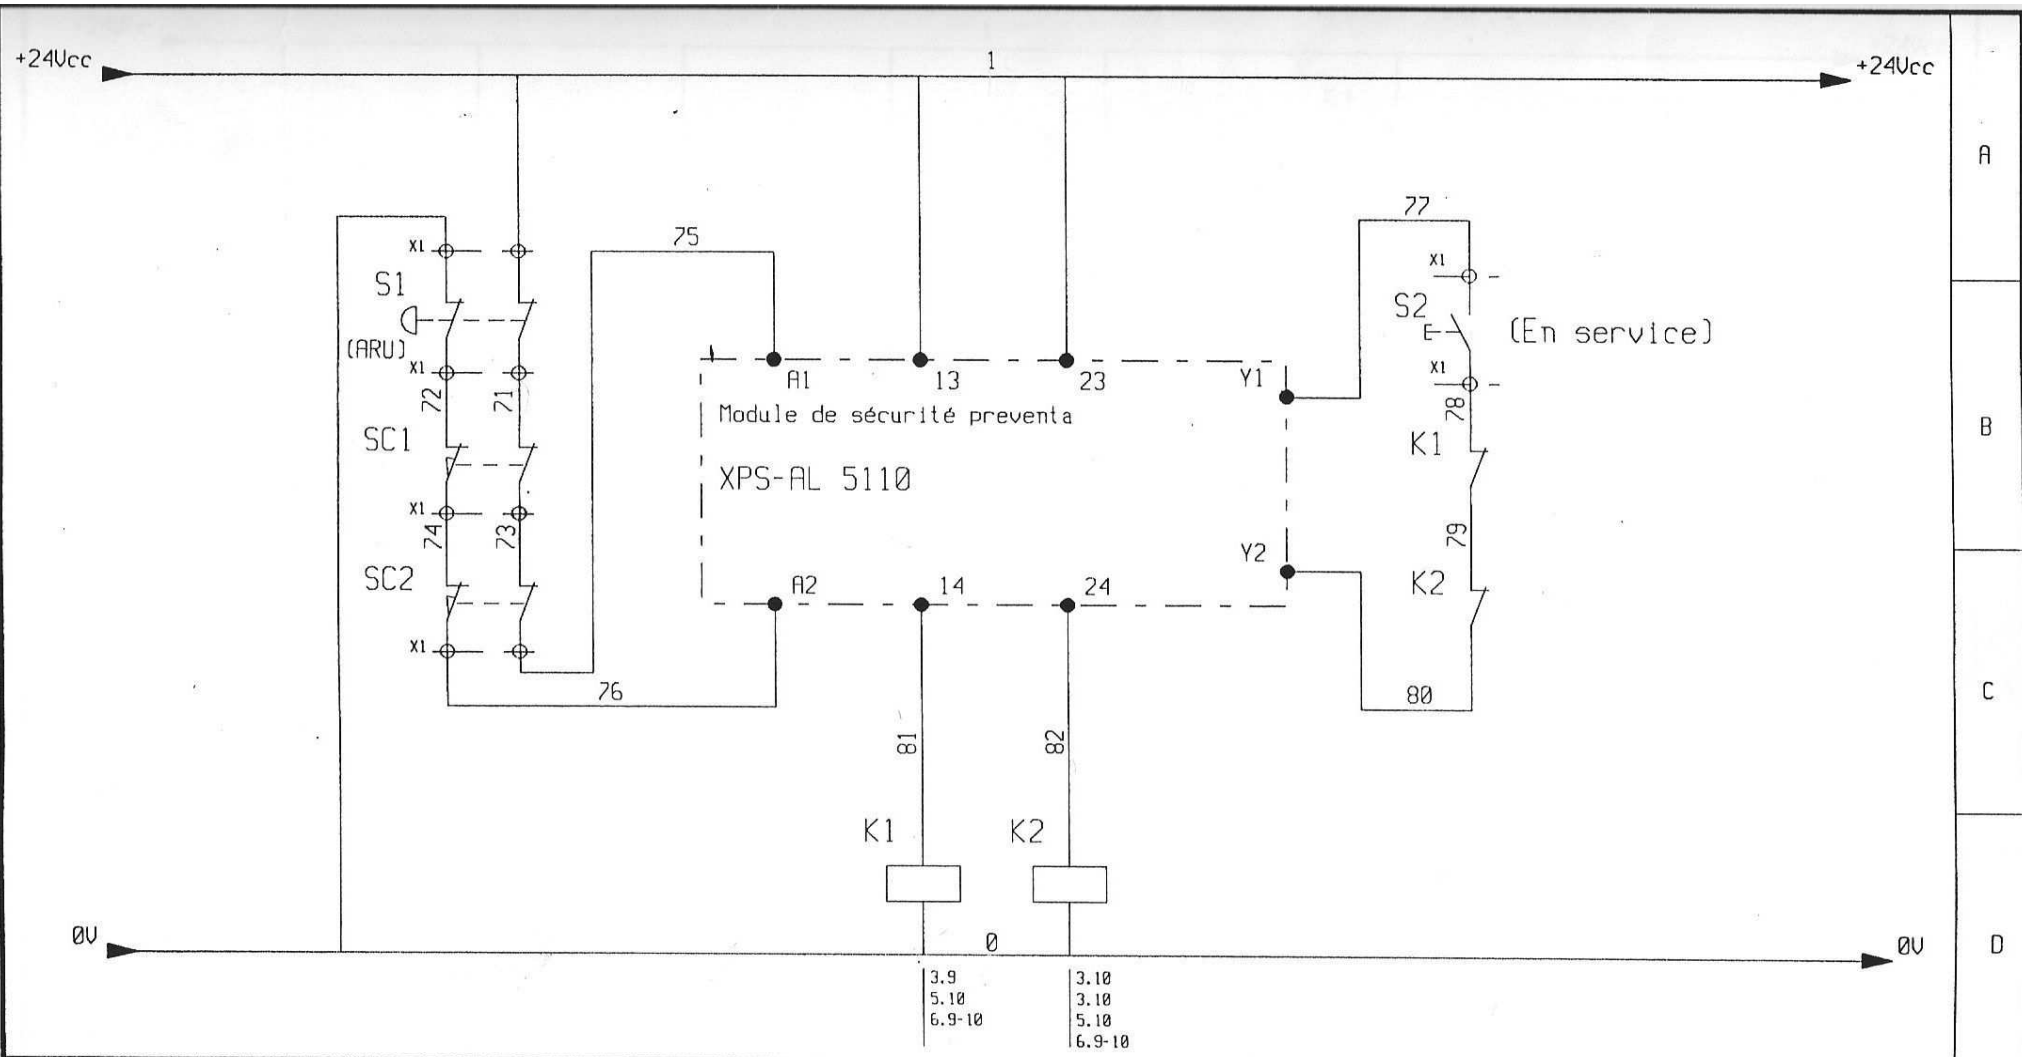 +24Vcc
1
+24Vcc
A
77
75
X1
X1
S1
S2
(En service)
(ARU)
X1
X1
A1
13
23
Y1
72
71
78
Module de sécurité preventa
B
SC1
K1
XPS-AL 5110
X1
74
73
79
Y2
SC2
A2
14
24
K2
X1
76
80
C
81
82
K1
K2
0V
0
0V
D
3.9
5.10
6.9-10
3.10
3.10
5.10
6.9-10